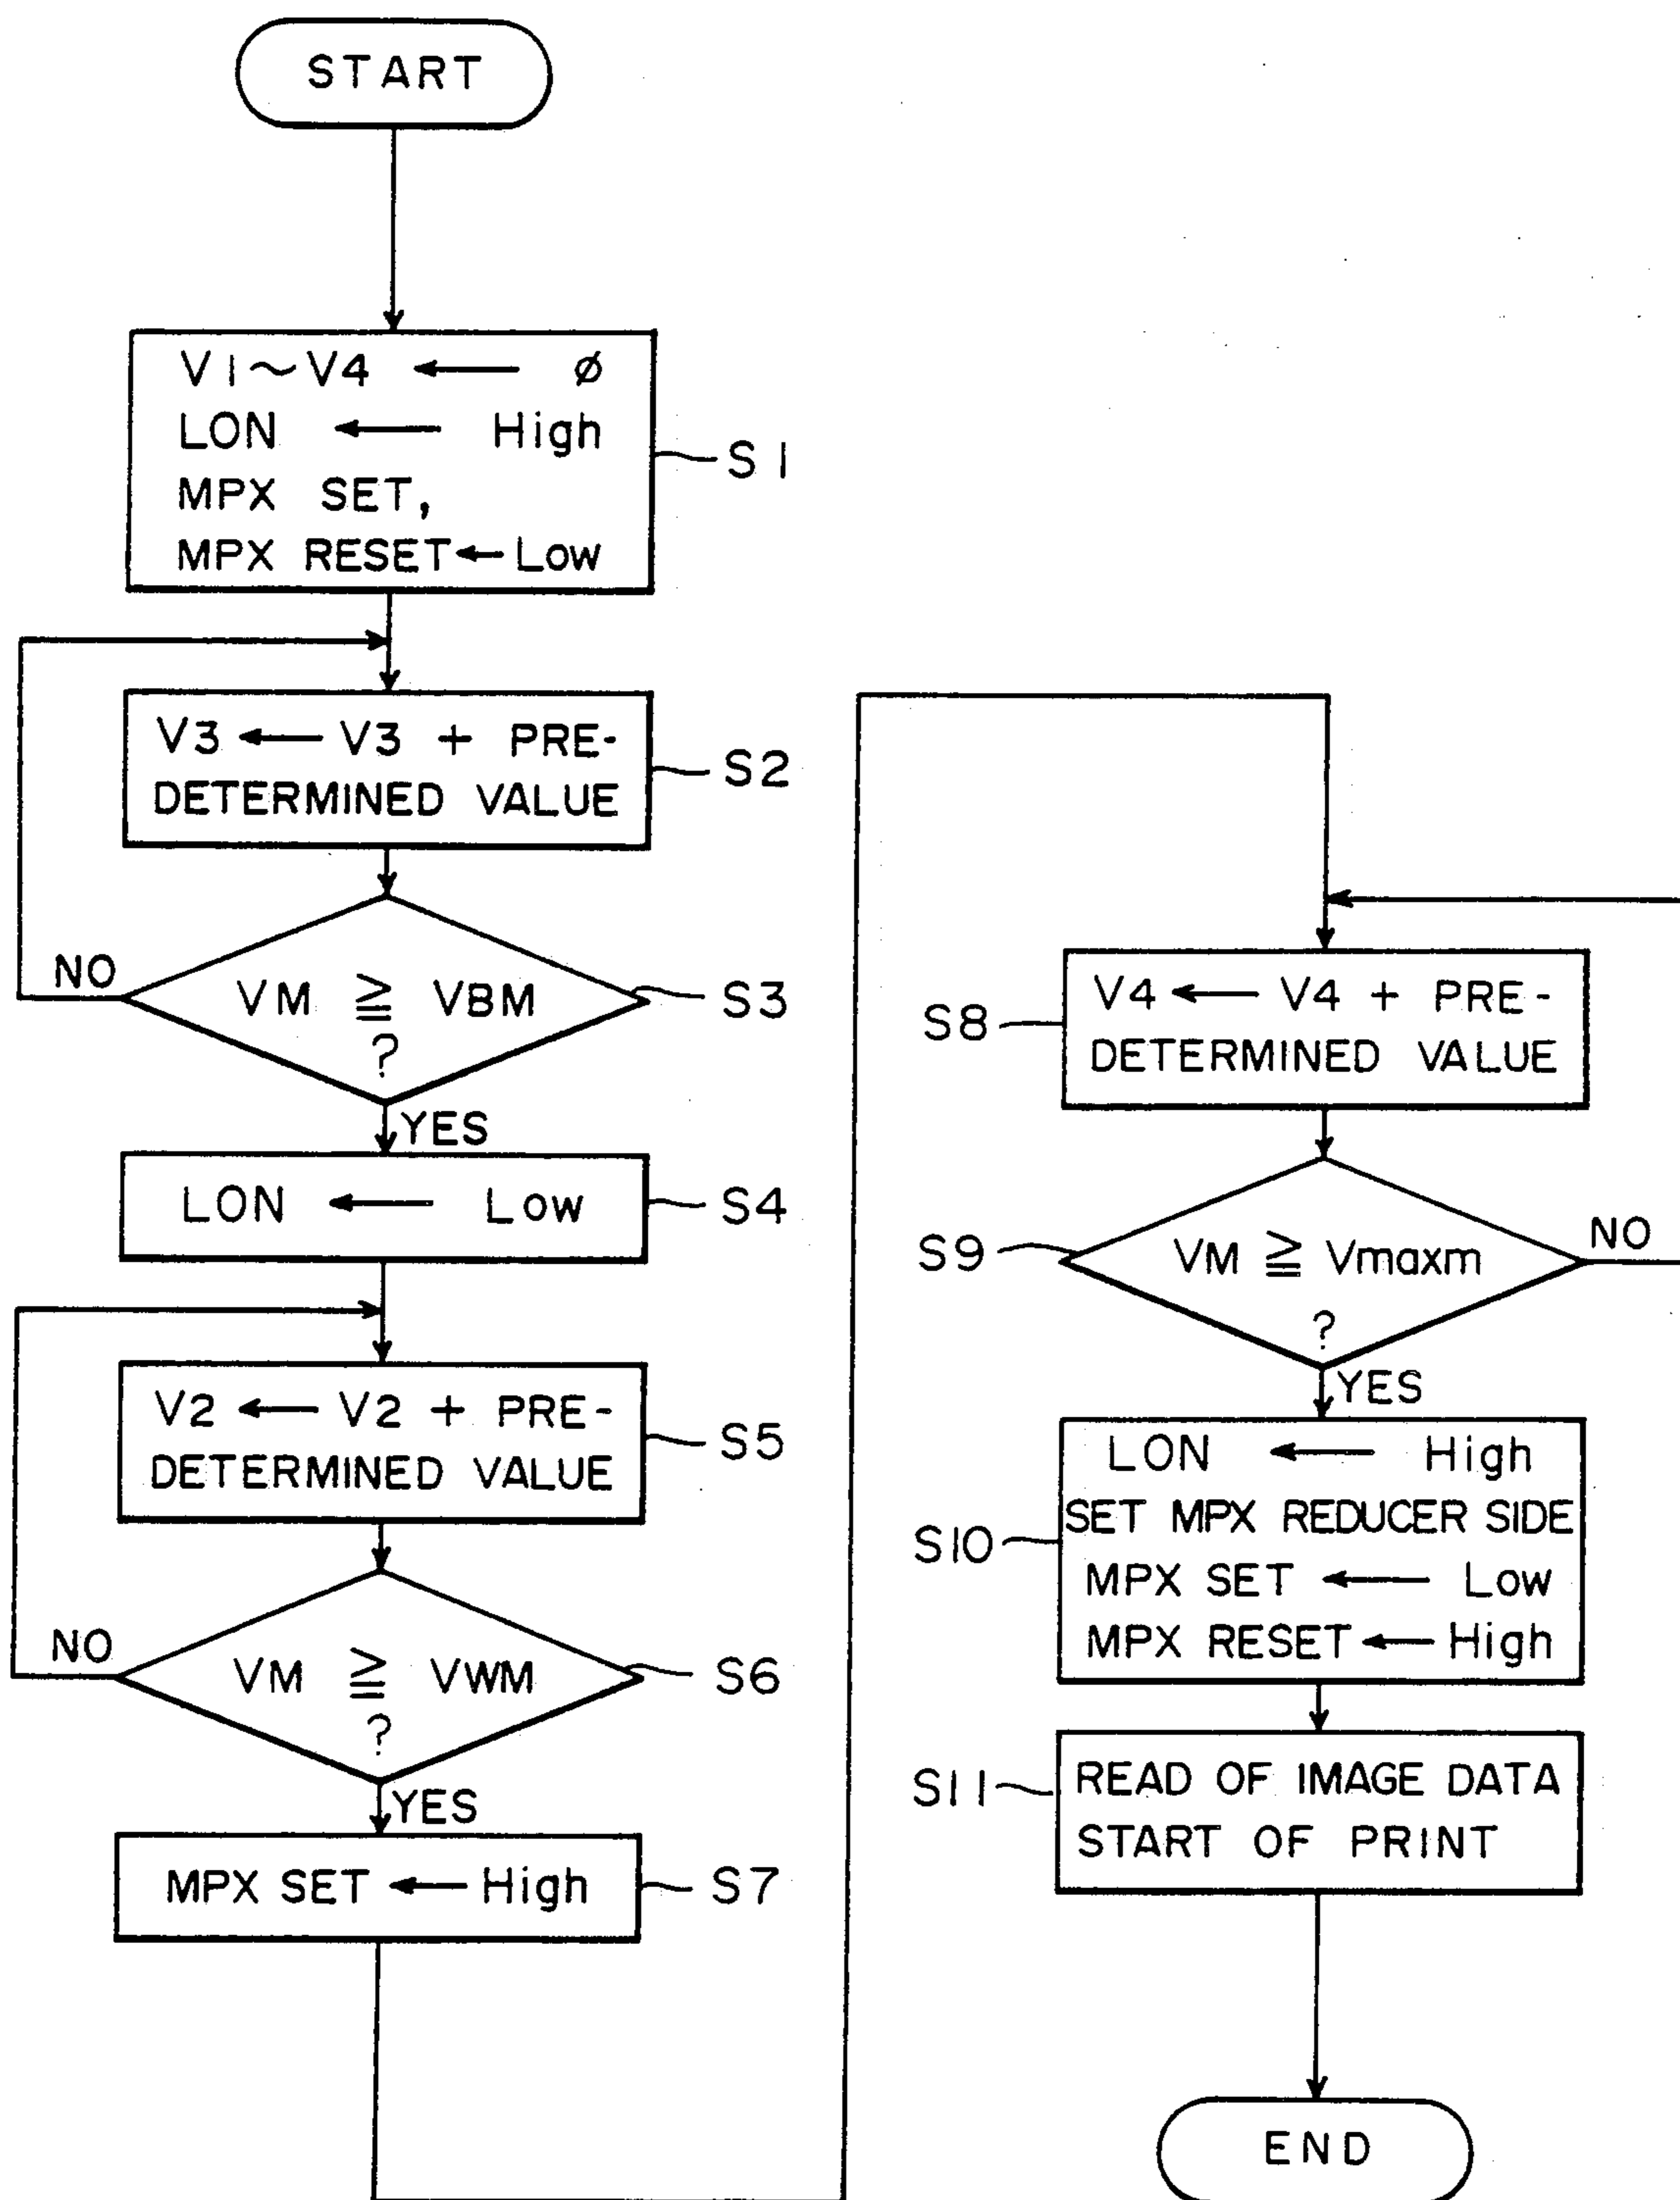 START
V1~V4 ← ø
LON ← High
MPX SET,
MPX RESET ← Low
S1
V3 ← V3 + PRE-
DETERMINED VALUE
S2
NO
VM ≧ VBM
?
S3
YES
LON ← Low
S4
V2 ← V2 + PRE-
DETERMINED VALUE
S5
NO
VM ≧ VWM
?
S6
YES
MPX SET ← High
S7
V4 ← V4 + PRE-
DETERMINED VALUE
S8
S9
VM ≧ Vmaxm
?
NO
YES
LON ← High
SET MPX REDUCER SIDE
MPX SET ← Low
MPX RESET ← High
S10
S11
READ OF IMAGE DATA
START OF PRINT
END